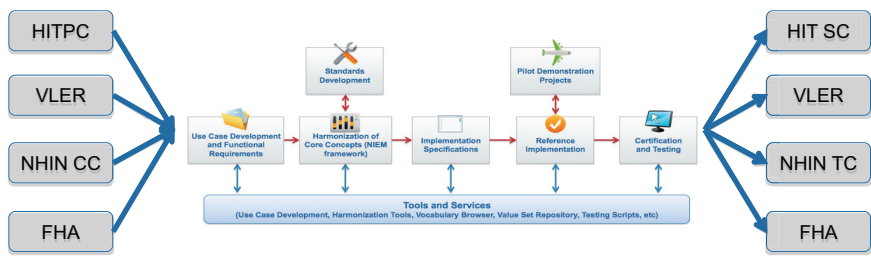 HITPC
VLER
NHIN CC
FHA
Standards
Development
Pilot Demonstration
Projects
Use Case Development
and Functional
Requirements
Harmonization of
Core Concepts (NIEM
framework)
Implementation
Specifications
Reference
Implementation
Certification
and Testing
Tools and Services
(Use Case Development, Harmonization Tools, Vocabulary Browser, Value Set Repository, Testing Scripts, etc)
HIT SC
VLER
NHIN TC
FHA